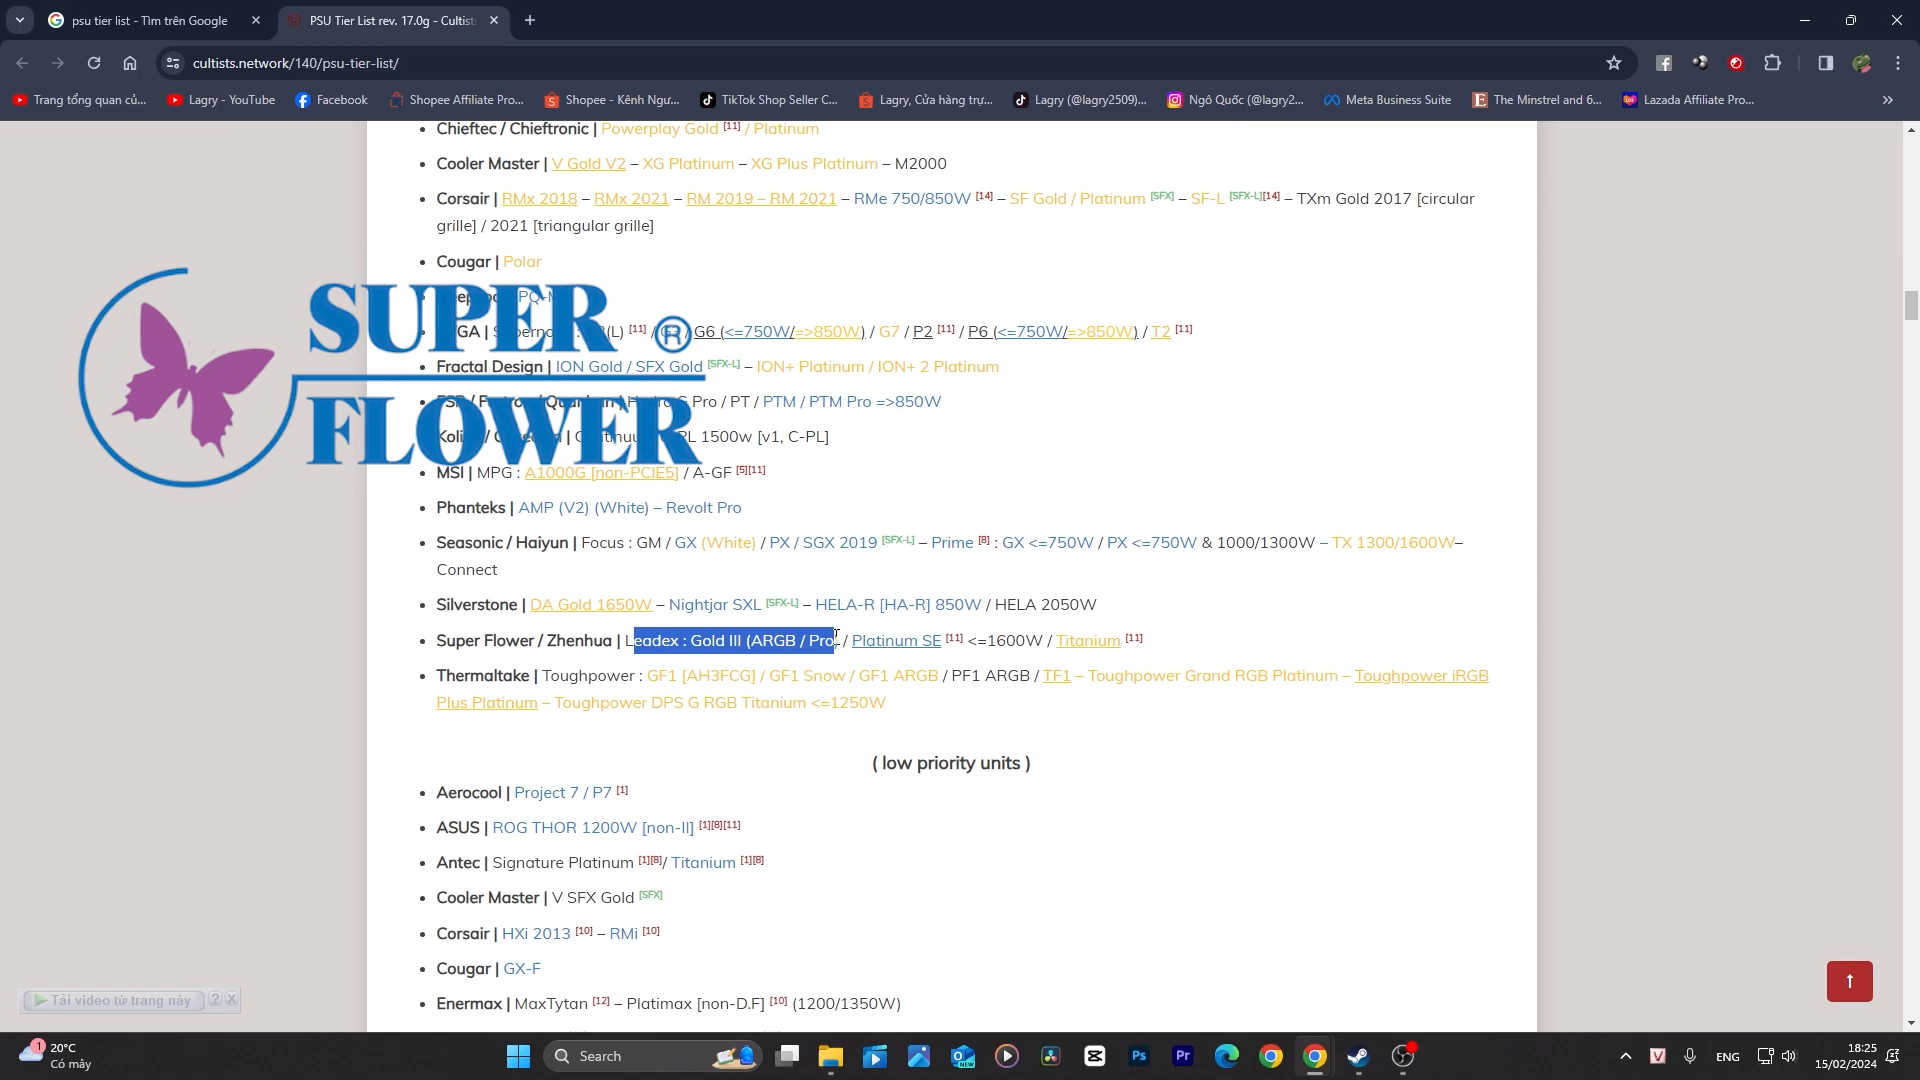 psu tier list - Tìm trên Google
PSU Tier List rev. 17.0g - Cultist
cultists.network/140/psu-tier-list/
Trang tổng quan củ...
Lagry - YouTube
Facebook
Shopee Affiliate Pro...
Shopee - Kênh Ngư...
TikTok Shop Seller C...
Lagry, Cửa hàng trự...
Lagry (@lagry2509)...
Ngô Quốc (@lagry2...
Meta Business Suite
The Minstrel and 6...
Lazada Affiliate Pro...
Chieftec / Chieftronic | Powerplay Gold [11] / Platinum
Cooler Master | V Gold V2 – XG Platinum – XG Plus Platinum – M2000
Corsair | RMx 2018 – RMx 2021 – RM 2019 – RM 2021 – RMe 750/850W [14] – SF Gold / Platinum [SFX] – SF-L [SFX-L][14] – TXm Gold 2017 [circular
grille] / 2021 [triangular grille]
Cougar | Polar
SUPER FLOWER ®
G6 (<=750W/=>850W) / G7 / P2 [11] / P6 (<=750W/=>850W) / T2 [11]
Fractal Design | ION Gold / SFX Gold [SFX-L] – ION+ Platinum / ION+ 2 Platinum
Pro / PT / PTM / PTM Pro =>850W
1500w [v1, C-PL]
MSI | MPG : A1000G [non-PCIE5] / A-GF [5][11]
Phanteks | AMP (V2) (White) – Revolt Pro
Seasonic / Haiyun | Focus : GM / GX (White) / PX / SGX 2019 [SFX-L] – Prime [8] : GX <=750W / PX <=750W & 1000/1300W – TX 1300/1600W–
Connect
Silverstone | DA Gold 1650W – Nightjar SXL [SFX-L] – HELA-R [HA-R] 850W / HELA 2050W
Super Flower / Zhenhua | Leadex : Gold III (ARGB / Pro) / Platinum SE [11] <=1600W / Titanium [11]
Thermaltake | Toughpower : GF1 [AH3FCG] / GF1 Snow / GF1 ARGB / PF1 ARGB / TF1 – Toughpower Grand RGB Platinum – Toughpower iRGB
Plus Platinum – Toughpower DPS G RGB Titanium <=1250W
( low priority units )
Aerocool | Project 7 / P7 [1]
ASUS | ROG THOR 1200W [non-II] [1][8][11]
Antec | Signature Platinum [1][8]/ Titanium [1][8]
Cooler Master | V SFX Gold [SFX]
Corsair | HXi 2013 [10] – RMi [10]
Cougar | GX-F
Enermax | MaxTytan [12] – Platimax [non-D.F] [10] (1200/1350W)
Tải video từ trang này ?
1
20°C
Có mây
Search
ENG
18:25
15/02/2024